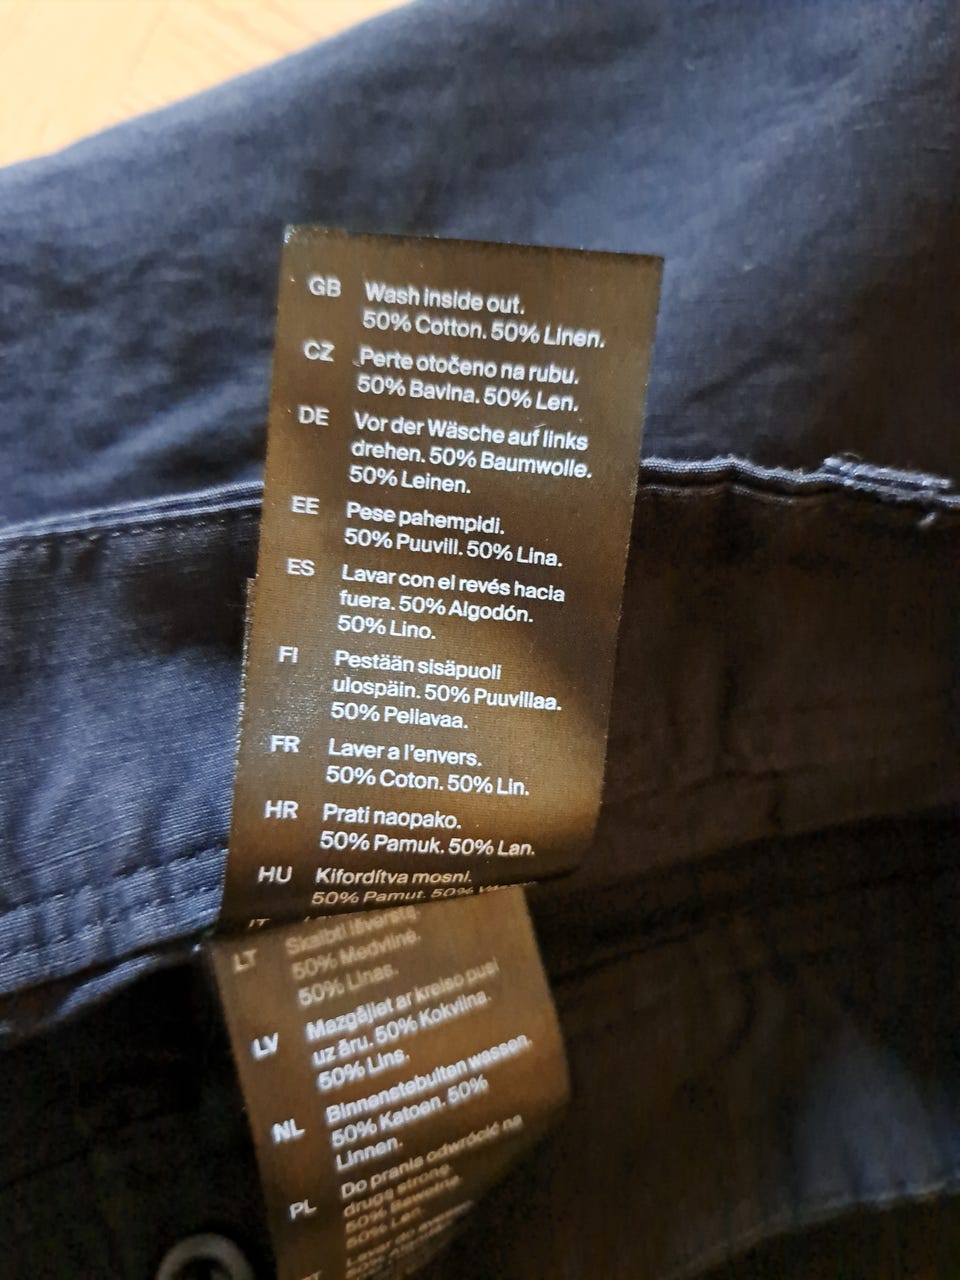 GB Wash inside out.
50% Cotton. 50% Linen.
CZ Perte otočeno na rubu.
50% Bavlna. 50% Len.
DE Vor der Wäsche auf links
drehen. 50% Baumwolle.
50% Leinen.
EE Pese pahempidi.
50% Puuvill. 50% Lina.
ES Lavar con el revés hacia
fuera. 50% Algodón.
50% Lino.
FI Pestään sisäpuoli
ulospäin. 50% Puuvillaa.
50% Pellavaa.
FR Laver a l'envers.
50% Coton. 50% Lin.
HR Prati naopako.
50% Pamuk. 50% Lan.
HU Kifordítva mosni.
50% Pamut. 50%
IT
LT Skalbti išverstą.
50% Medvilnė.
50% Linas.
LV Mazgājiet ar kreiso pusi
uz āru. 50% Kokvilna.
50% Lins.
NL Binnenstebuiten wassen.
50% Katoen. 50%
Linnen.
PL Do prania odwrócić na
drugą stronę.
50% Bawełna.
50% Len.